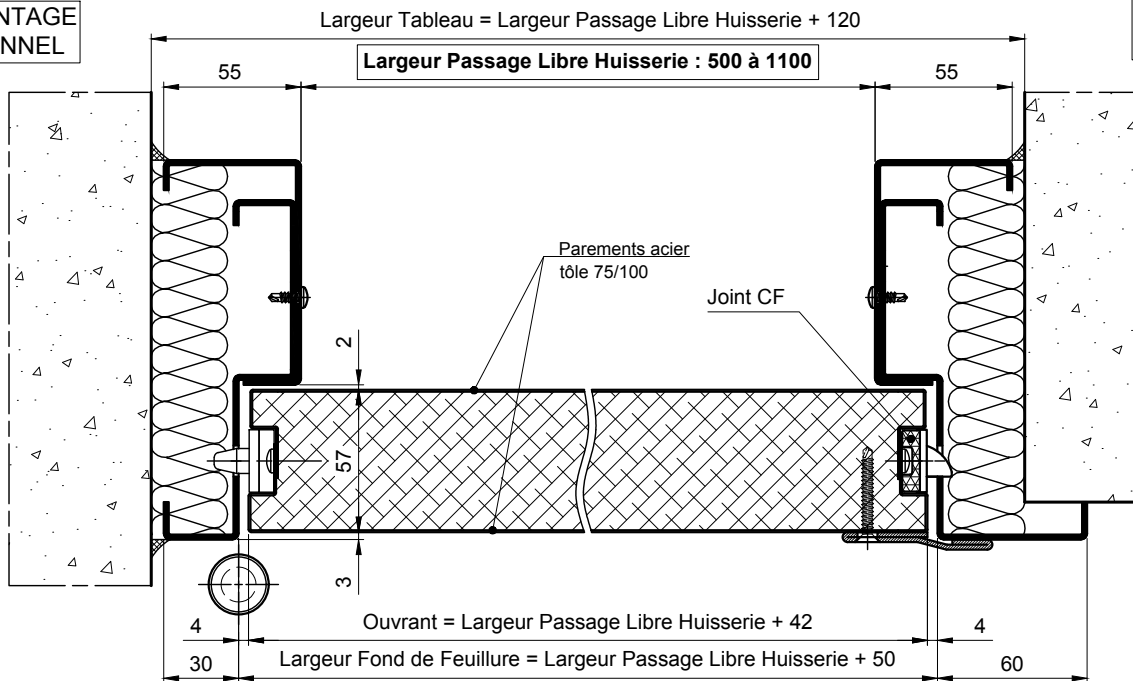 NTAGE
NNEL
Largeur Tableau = Largeur Passage Libre Huisserie + 120
Largeur Passage Libre Huisserie : 500 à 1100
55
55
Parements acier
tôle 75/100
Joint CF
2
57
3
4
Ouvrant = Largeur Passage Libre Huisserie + 42
4
30
Largeur Fond de Feuillure = Largeur Passage Libre Huisserie + 50
60